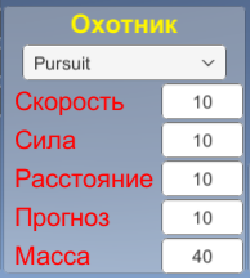 Охотник
Pursuit
Скорость 10
Сила 10
Расстояние 10
Прогноз 10
Масса 40